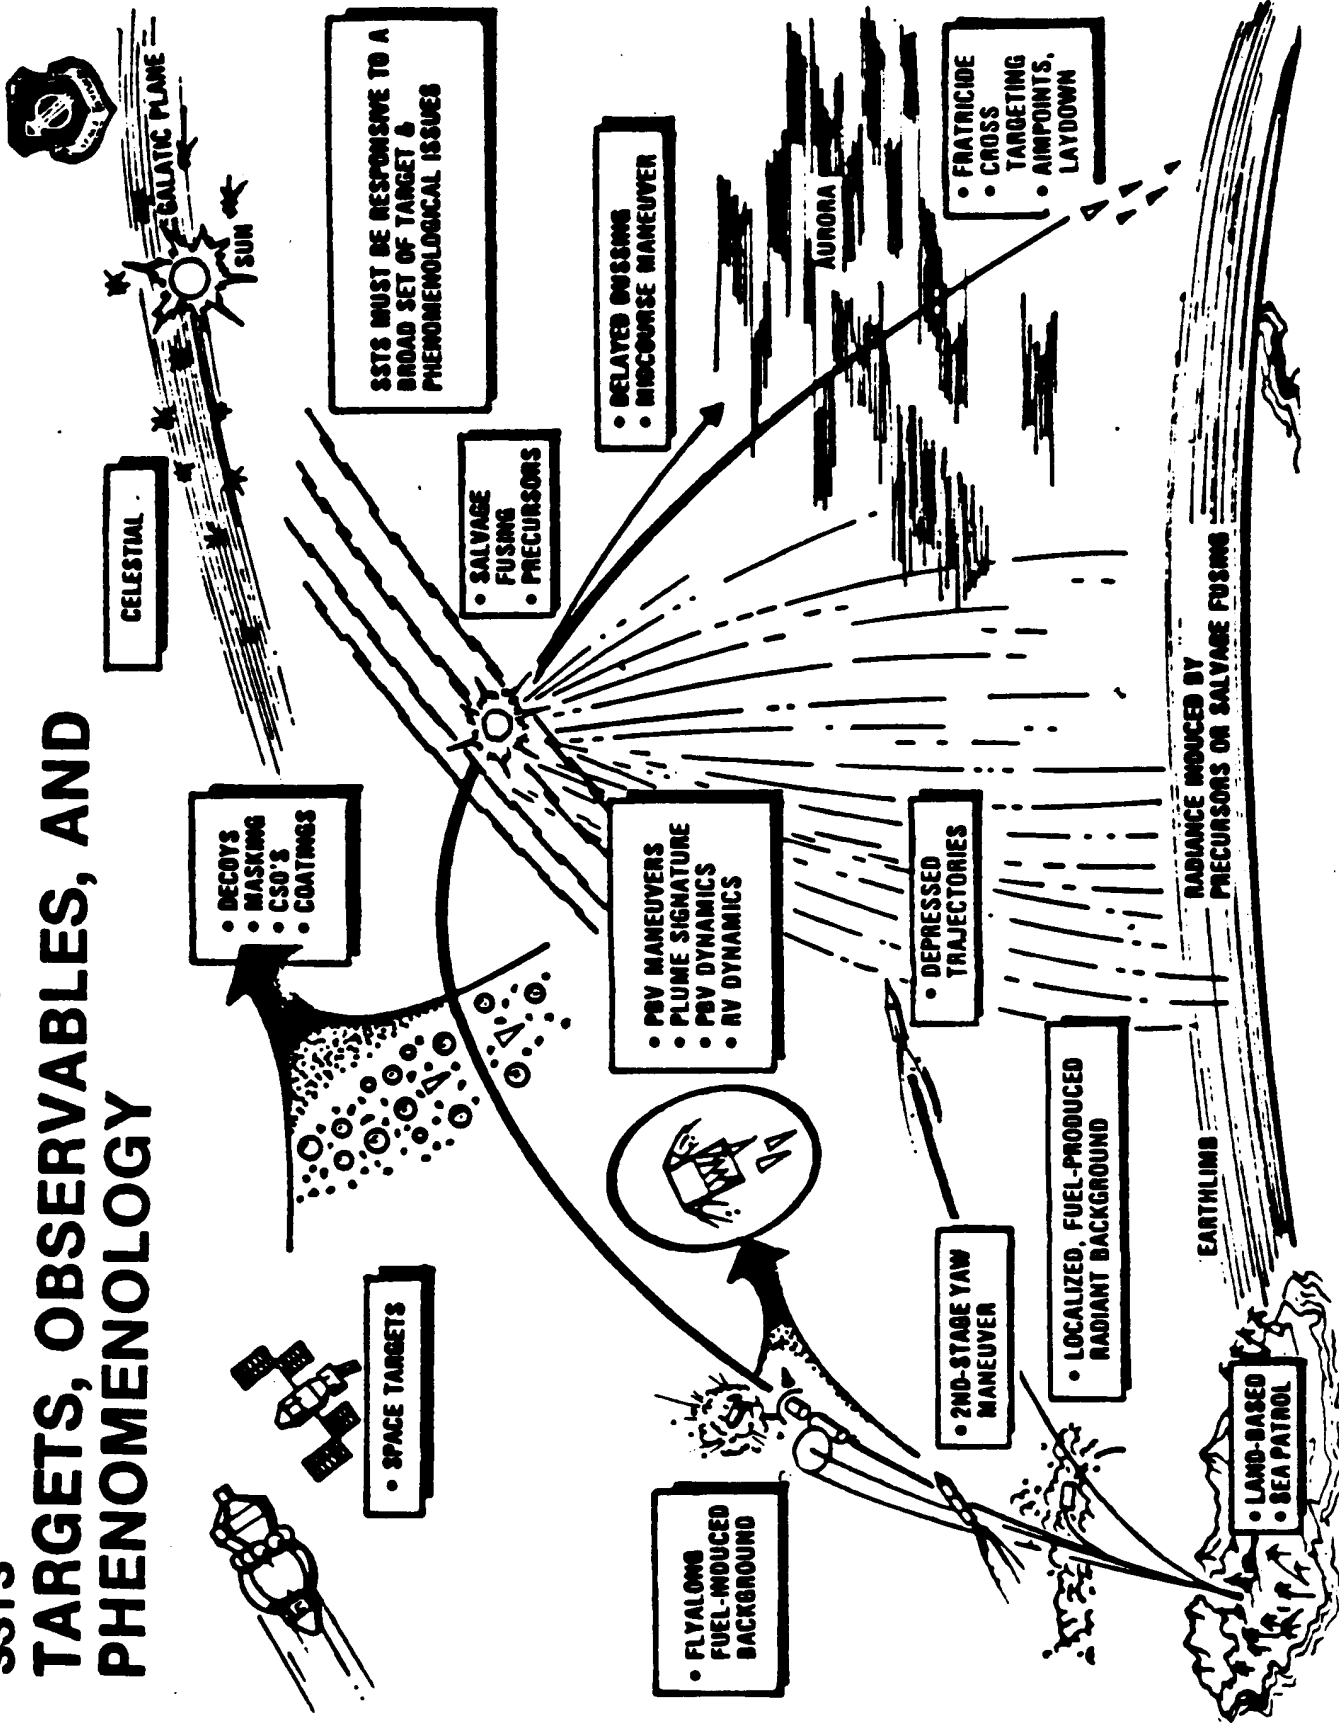 SSTS
TARGETS, OBSERVABLES, AND
PHENOMENOLOGY
CELESTIAL
GALATIC PLANE
SUN
• DECOYS
• MASKING
• CSO'S
• COATINGS
SSTS MUST BE RESPONSIVE TO A
BROAD SET OF TARGET &
PHENOMENOLOGICAL ISSUES
• SPACE TARGETS
• SALVAGE
FUSING
• PRECURSORS
• DELAYED BUSSING
• MIDCOURSE MANEUVER
• PBV MANEUVERS
• PLUME SIGNATURE
• PBV DYNAMICS
• RV DYNAMICS
• FLYALONG
FUEL-INDUCED
BACKGROUND
AURORA
• DEPRESSED
TRAJECTORIES
• FRATRICIDE
• CROSS
TARGETING
• AIMPOINTS,
LAYDOWN
• 2ND-STAGE YAW
MANEUVER
• LOCALIZED, FUEL-PRODUCED
RADIANT BACKGROUND
EARTHLIMB
RADIANCE INDUCED BY
PRECURSORS OR SALVAGE FUSING
• LAND-BASED
• SEA PATROL